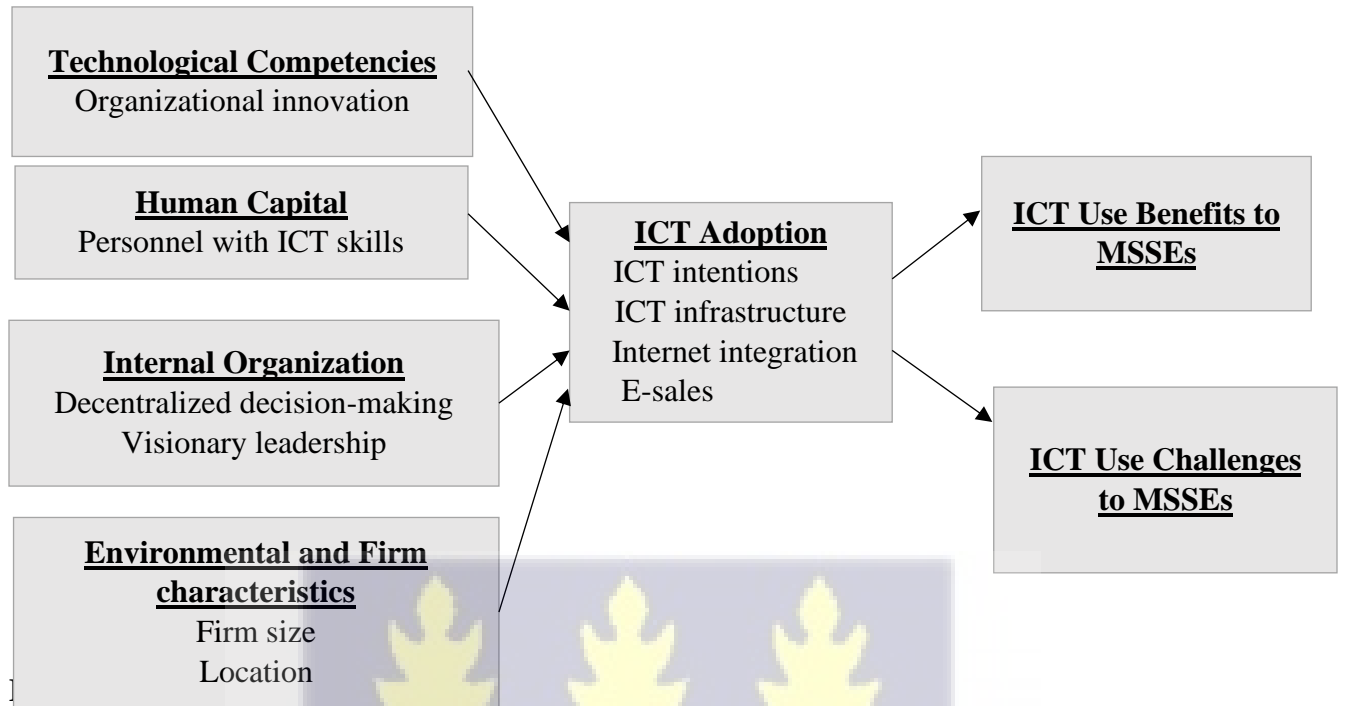 Technological Competencies
Organizational innovation
Human Capital
Personnel with ICT skills
Internal Organization
Decentralized decision-making
Visionary leadership
Environmental and Firm
characteristics
Firm size
Location
ICT Adoption
ICT intentions
ICT infrastructure
Internet integration
E-sales
ICT Use Benefits to
MSSEs
ICT Use Challenges
to MSSEs